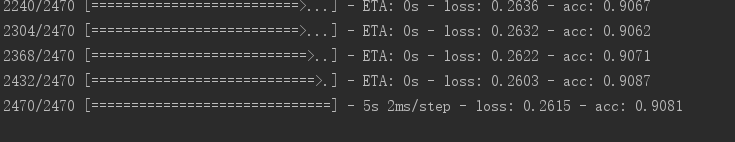 2240/2470 [==========================>...] - ETA: 0s - loss: 0.2636 - acc: 0.9067
2304/2470 [==========================>...] - ETA: 0s - loss: 0.2632 - acc: 0.9062
2368/2470 [===========================>..] - ETA: 0s - loss: 0.2622 - acc: 0.9071
2432/2470 [============================>.] - ETA: 0s - loss: 0.2603 - acc: 0.9087
2470/2470 [==============================] - 5s 2ms/step - loss: 0.2615 - acc: 0.9081